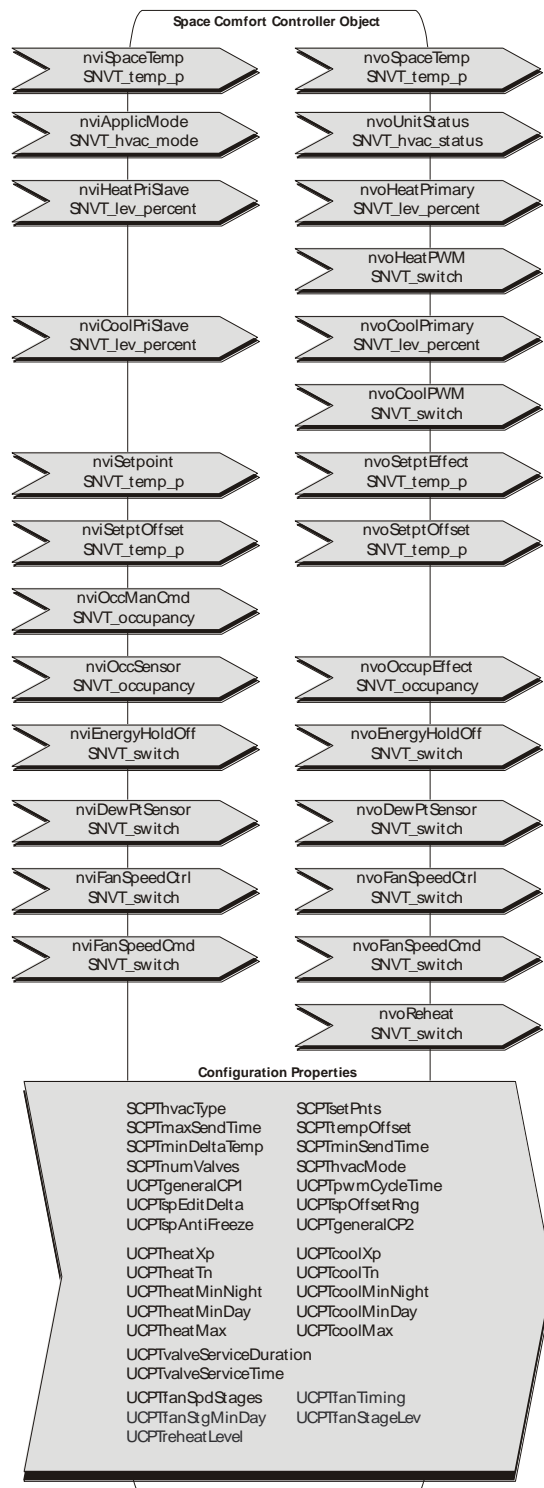 Space Comfort Controller Object
nviSpaceTemp
SNVT_temp_p
nvoSpaceTemp
SNVT_temp_p
nviApplicMode
SNVT_hvac_mode
nvoUnitStatus
SNVT_hvac_status
nviHeatPriSlave
SNVT_lev_percent
nvoHeatPrimary
SNVT_lev_percent
nvoHeatPWM
SNVT_switch
nviCoolPriSlave
SNVT_lev_percent
nvoCoolPrimary
SNVT_lev_percent
nvoCoolPWM
SNVT_switch
nviSetpoint
SNVT_temp_p
nvoSetptEffect
SNVT_temp_p
nviSetptOffset
SNVT_temp_p
nvoSetptOffset
SNVT_temp_p
nviOccManCmd
SNVT_occupancy
nviOccSensor
SNVT_occupancy
nvoOccupEffect
SNVT_occupancy
nviEnergyHoldOff
SNVT_switch
nvoEnergyHoldOff
SNVT_switch
nviDewPtSensor
SNVT_switch
nvoDewPtSensor
SNVT_switch
nviFanSpeedCtrl
SNVT_switch
nvoFanSpeedCtrl
SNVT_switch
nviFanSpeedCmd
SNVT_switch
nvoFanSpeedCmd
SNVT_switch
nvoReheat
SNVT_switch
Configuration Properties
SCPThvacType SCPTsetPnts
SCPTmaxSendTime SCPTtempOffset
SCPTminDeltaTemp SCPTminSendTime
SCPTnumValves SCPThvacMode
UCPTgeneralCP1 UCPTpwmCycleTime
UCPTspEditDelta UCPTspOffsetRng
UCPTspAntiFreeze UCPTgeneralCP2
UCPTheatXp UCPTcoolXp
UCPTheatTn UCPTcoolTn
UCPTheatMinNight UCPTcoolMinNight
UCPTheatMinDay UCPTcoolMinDay
UCPTheatMax UCPTcoolMax
UCPTvalveServiceDuration
UCPTvalveServiceTime
UCPTfanSpdStages UCPTfanTiming
UCPTfanStgMinDay UCPTfanStageLev
UCPTreheatLevel